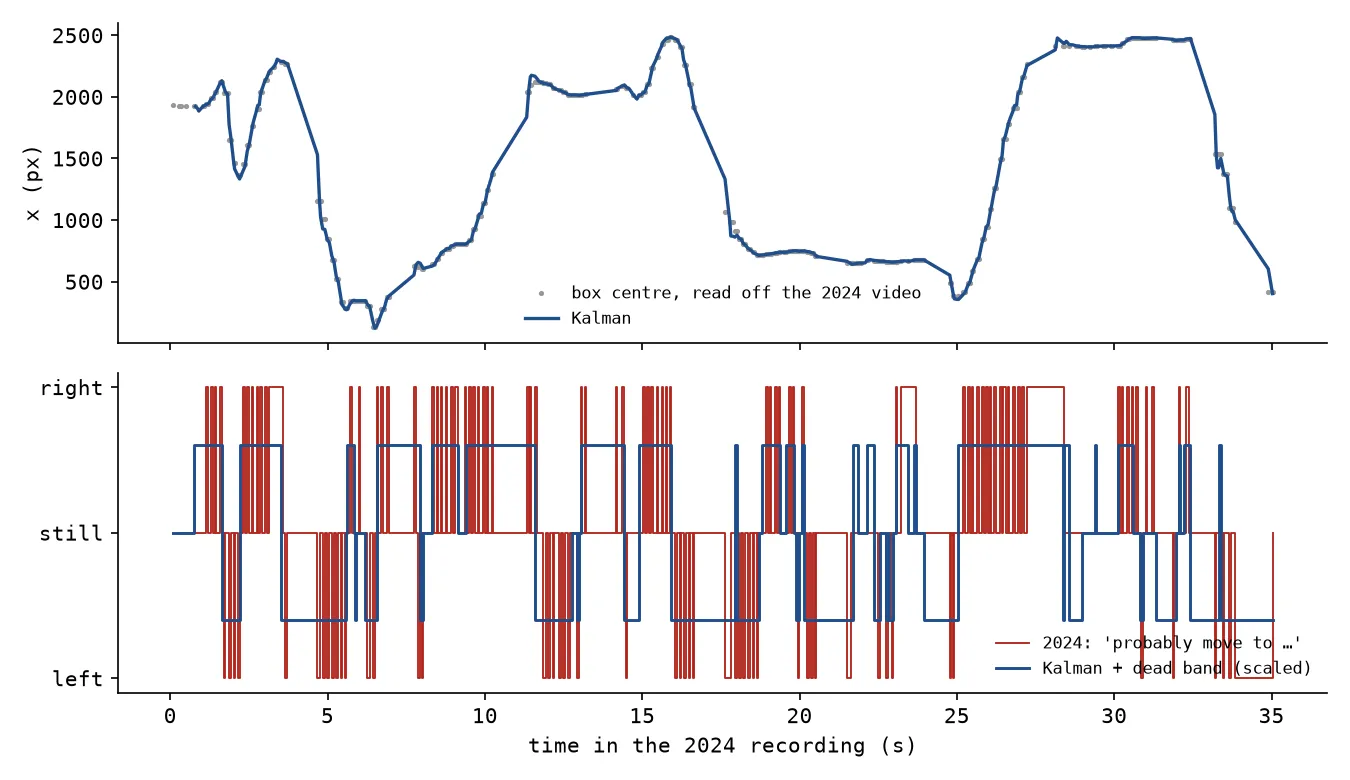 2500
2000
1500
1000
500
x (px)
box centre, read off the 2024 video
Kalman
right
still
left
2024: 'probably move to …'
Kalman + dead band (scaled)
0 5 10 15 20 25 30 35
time in the 2024 recording (s)